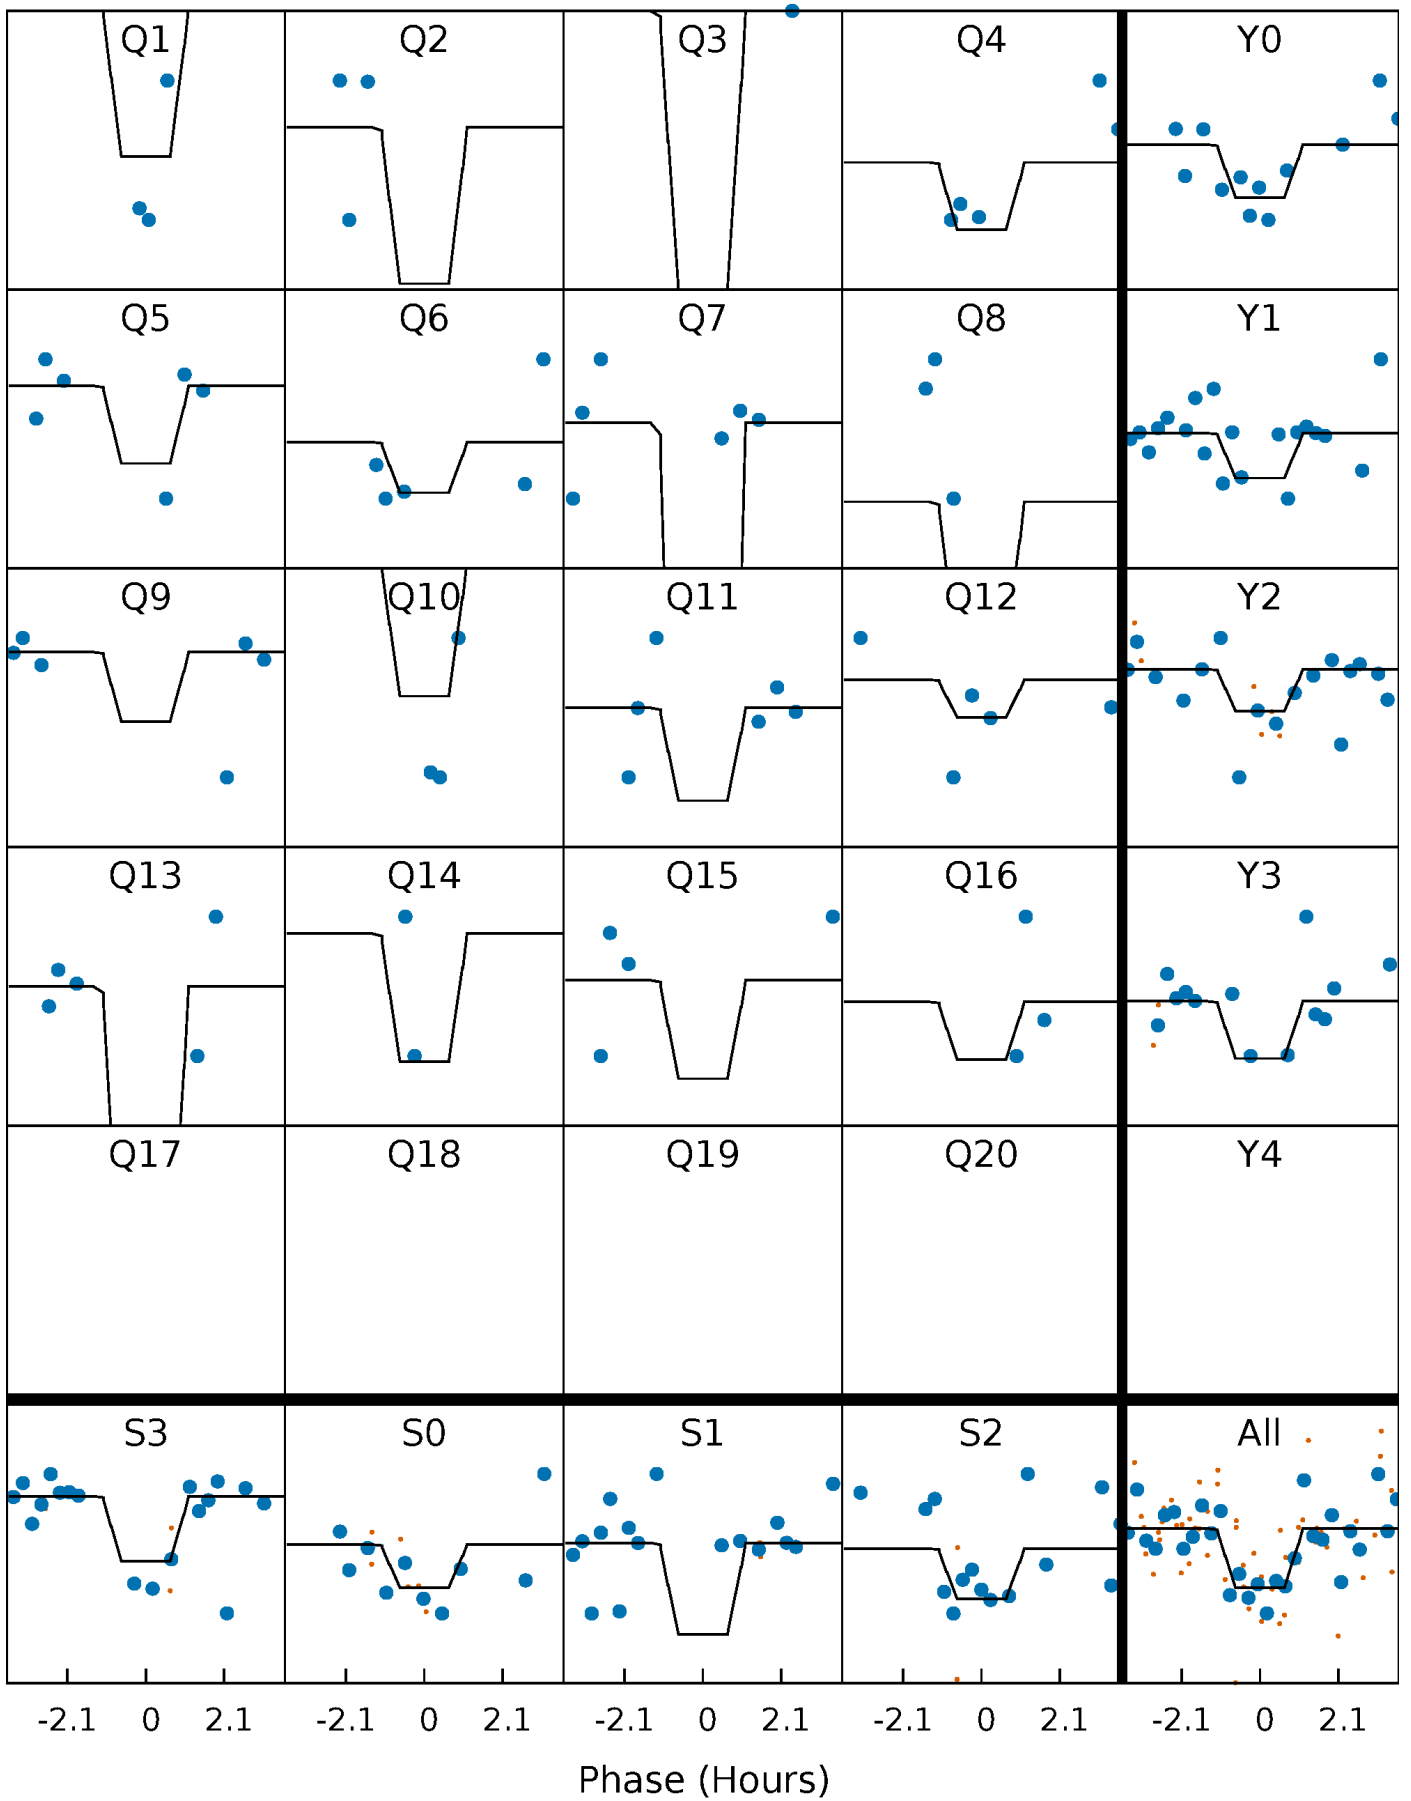 Q1 Q2 Q3 Q4 Y0
Q5 Q6 Q7 Q8 Y1
Q9 Q10 Q11 Q12 Y2
Q13 Q14 Q15 Q16 Y3
Q17 Q18 Q19 Q20 Y4
S3 S0 S1 S2 All
-2.1 0 2.1 -2.1 0 2.1 -2.1 0 2.1 -2.1 0 2.1 -2.1 0 2.1
Phase (Hours)